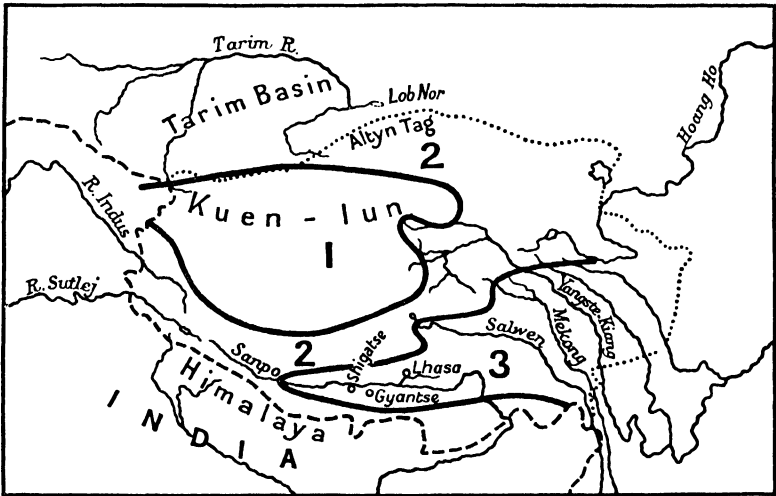 Tarim R.
Tarim Basin
Lob Nor
Altyn Tag
Hoang Ho
2
Kuen-lun
R. Indus
1
R. Sutlej
Yangste-Kiang
Mekong
Salwen
2
Sanpo
Shigatse
Lhasa
3
Gyantse
Himalaya
INDIA